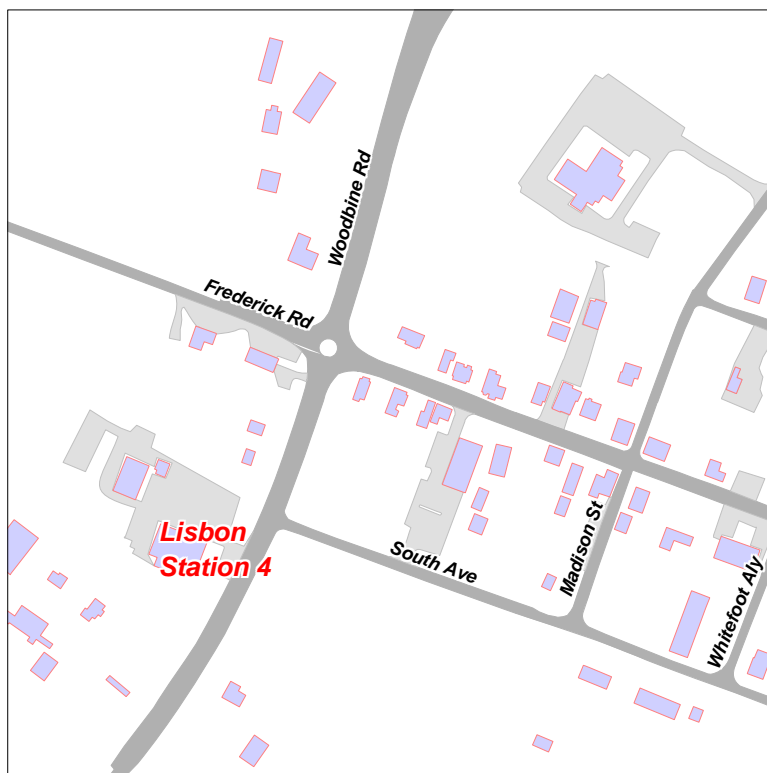 Woodbine Rd
Frederick Rd
Lisbon
Station 4
South Ave
Madison St
Whitefoot Aly